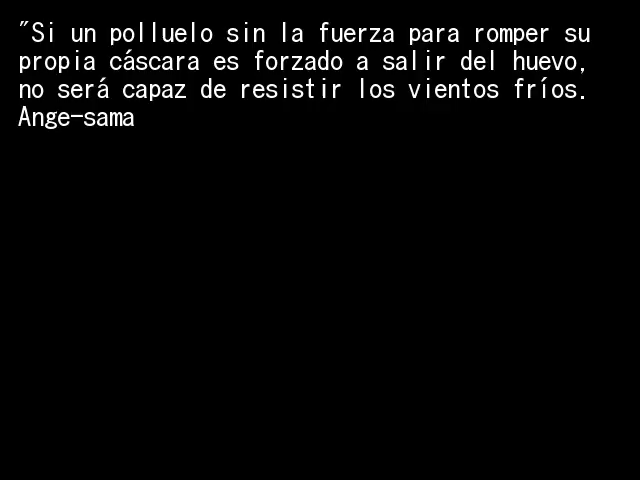 "Si un polluelo sin la fuerza para romper su
propia cáscara es forzado a salir del huevo,
no será capaz de resistir los vientos fríos.
Ange-sama